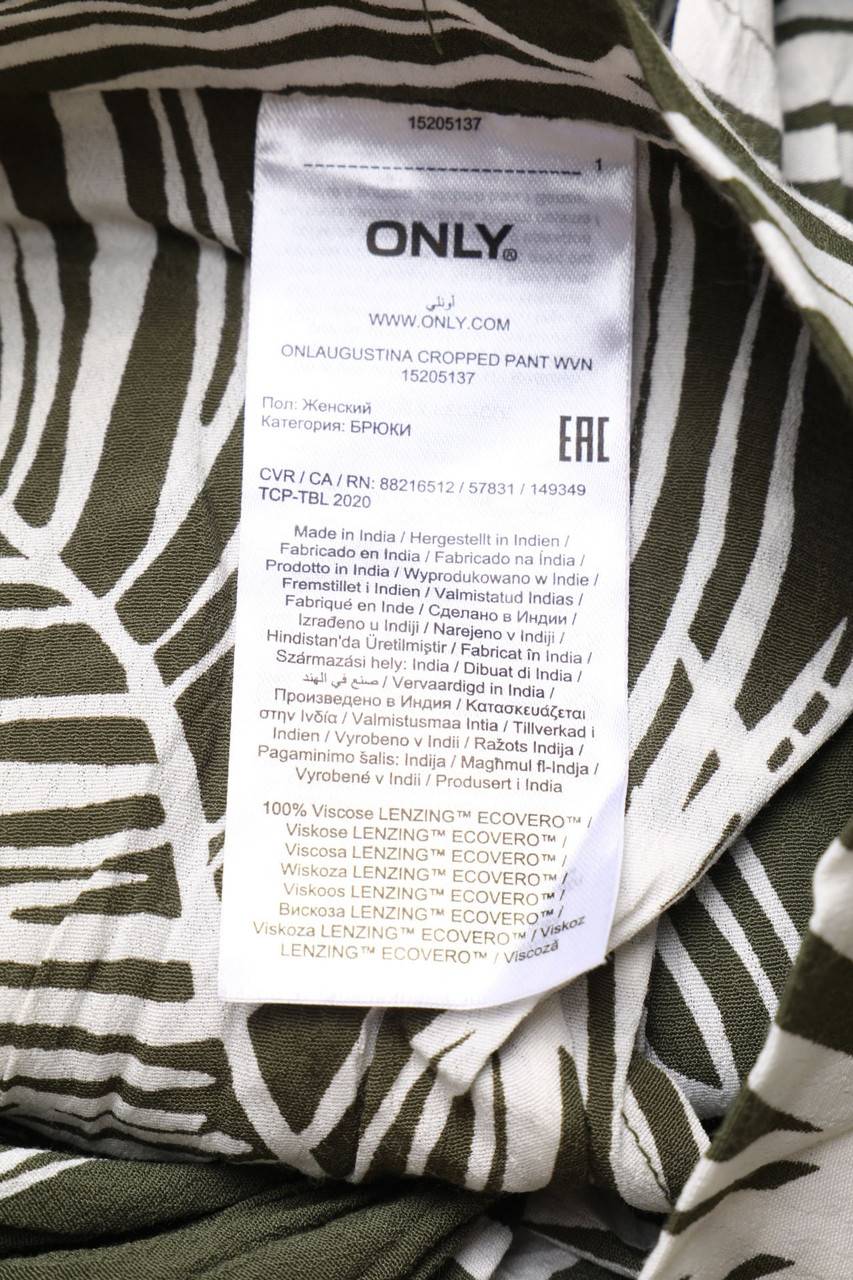 15205137
1
ONLY®
أونلي
WWW.ONLY.COM
ONLAUGUSTINA CROPPED PANT WVN
15205137
Пол: Женский
Категория: БРЮКИ
EAC
CVR / CA / RN: 88216512 / 57831 / 149349
TCP-TBL 2020
Made in India / Hergestellt in Indien /
Fabricado en India / Fabricado na Índia /
Prodotto in India / Wyprodukowano w Indie /
Fremstillet i Indien / Valmistatud Indias /
Fabriqué en Inde / Сделано в Индии /
Izrađeno u Indiji / Narejeno v Indiji /
Hindistan'da Üretilmiştir / Fabricat în India /
Származási hely: India / Dibuat di India /
صنع في الهند / Vervaardigd in India /
Произведено в Индия / Κατασκευάζεται
στην Ινδία / Valmistusmaa Intia / Tillverkad i
Indien / Vyrobeno v Indii / Ražots Indija /
Pagaminimo šalis: Indija / Magħmul fl-Indja /
Vyrobené v Indii / Produsert i India
100% Viscose LENZING™ ECOVERO™ /
Viskose LENZING™ ECOVERO™ /
Viscosa LENZING™ ECOVERO™ /
Wiskoza LENZING™ ECOVERO™ /
Viskoos LENZING™ ECOVERO™ /
Вискоза LENZING™ ECOVERO™ /
Viskoza LENZING™ ECOVERO™ / Viskoz
LENZING™ ECOVERO™ / Viscoză